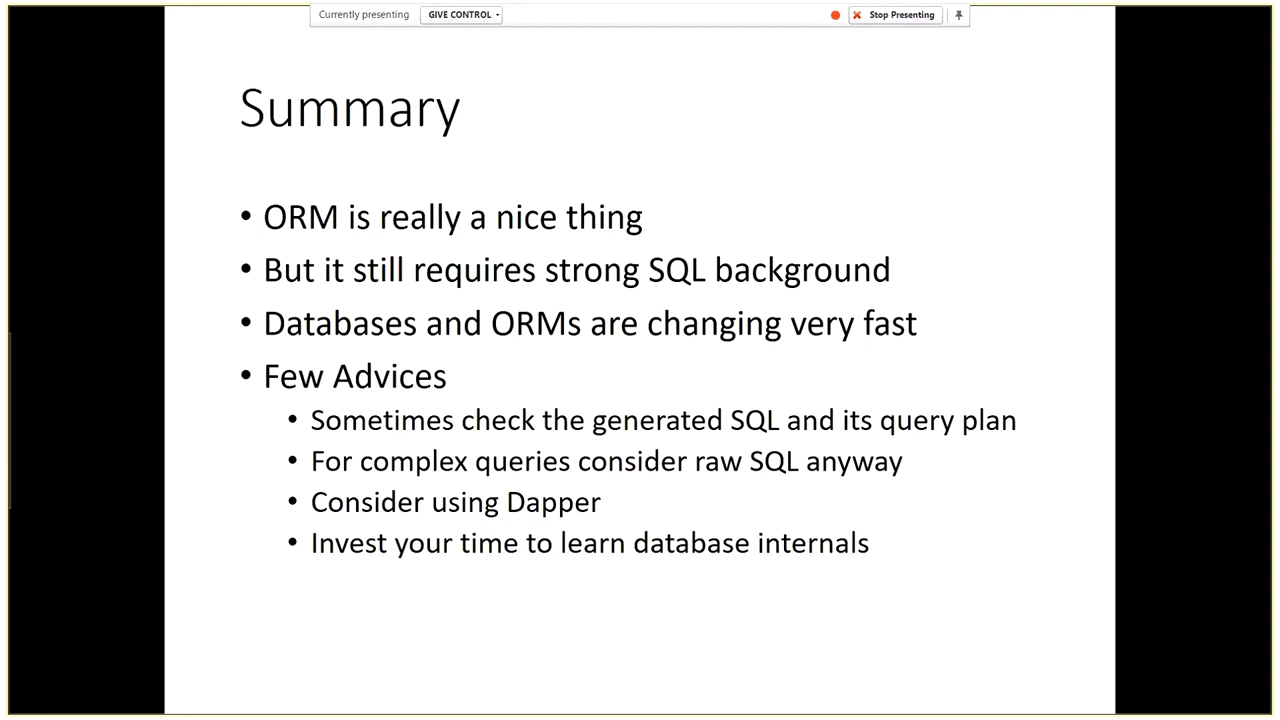 Currently presenting GIVE CONTROL Stop Presenting
Summary
• ORM is really a nice thing
• But it still requires strong SQL background
• Databases and ORMs are changing very fast
• Few Advices
• Sometimes check the generated SQL and its query plan
• For complex queries consider raw SQL anyway
• Consider using Dapper
• Invest your time to learn database internals